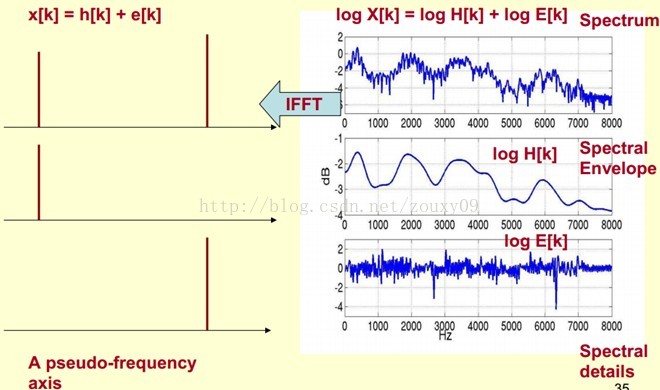 x[k] = h[k] + e[k]
log X[k] = log H[k] + log E[k]
Spectrum
IFFT
2
0
-2
-4
-6
0 1000 2000 3000 4000 5000 6000 7000 8000
log H[k]
Spectral
Envelope
-1
-2
-3
-4
dB
0 1000 2000 3000 4000 5000 6000 7000 8000
http://blog.csdn.net/zouxy09
log E[k]
2
0
-2
-4
0 1000 2000 3000 4000 5000 6000 7000 8000
Hz
A pseudo-frequency
axis
Spectral
details
35